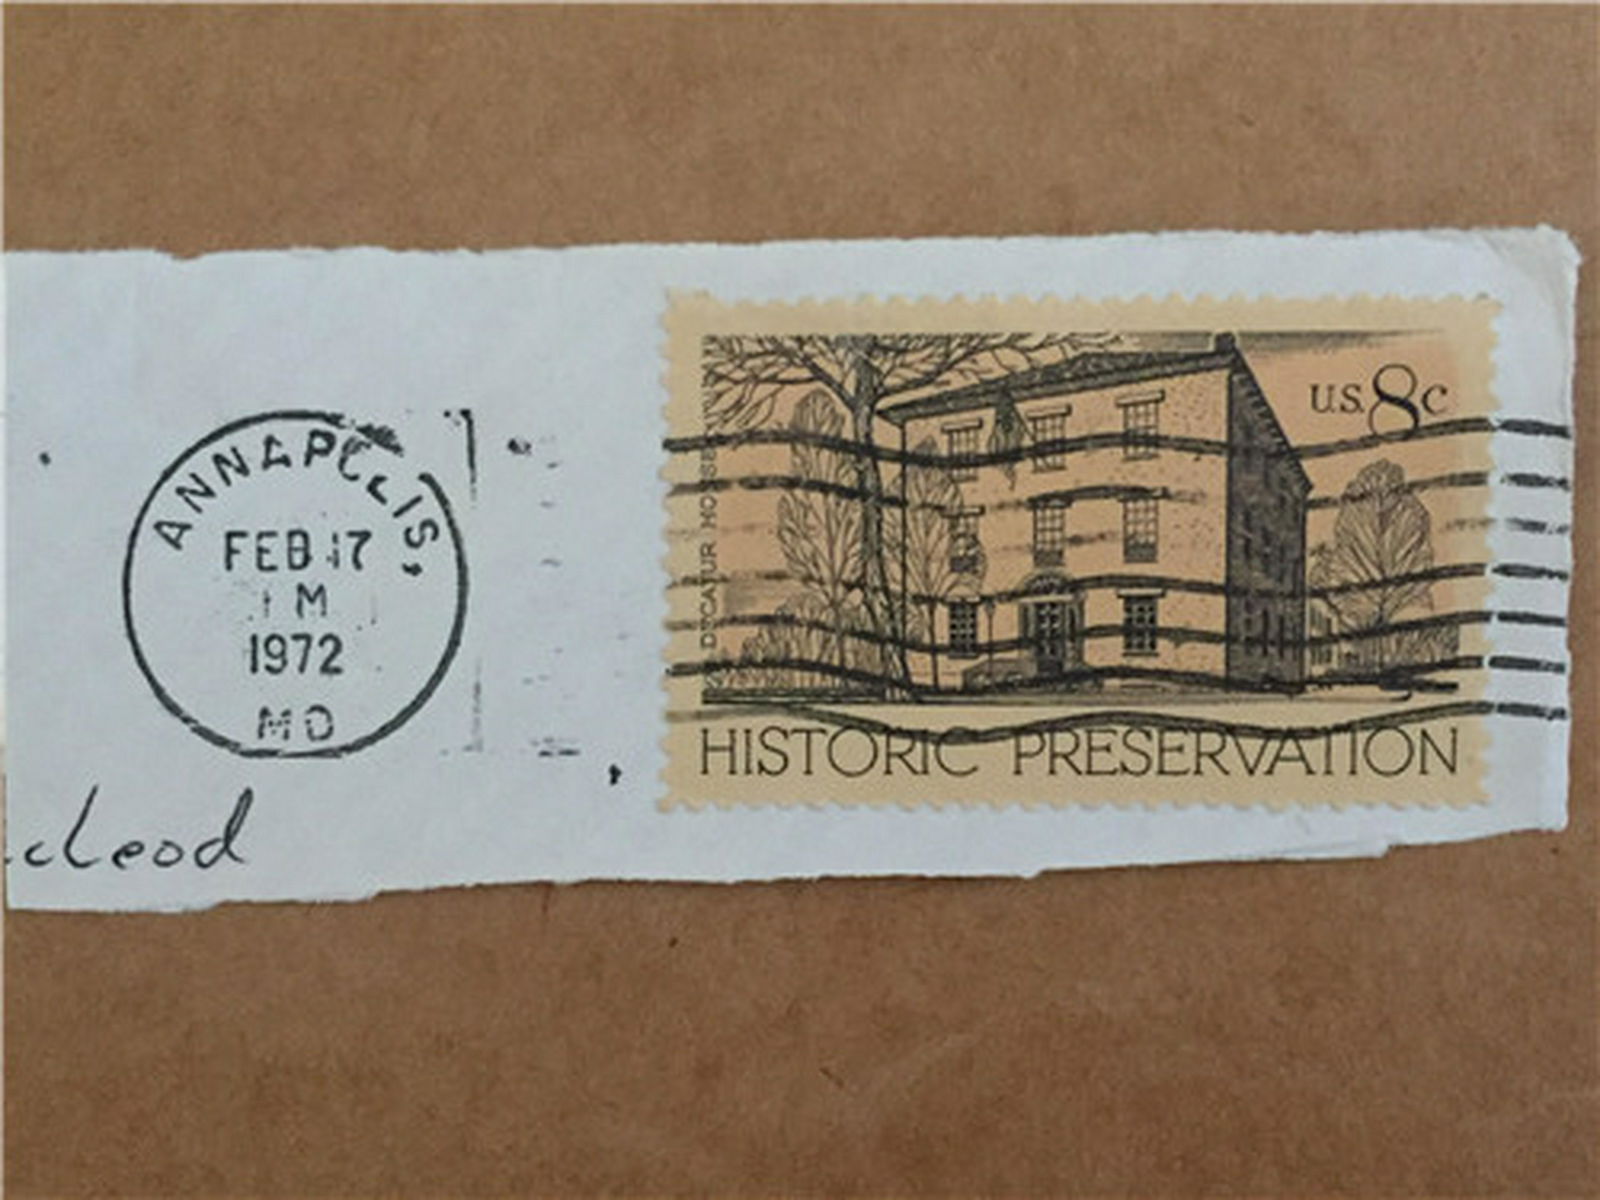 ANNAPOLIS,
FEB 17
M
1972
MD
cLeod
U.S. 8c
DECATUR HOUSE
HISTORIC PRESERVATION